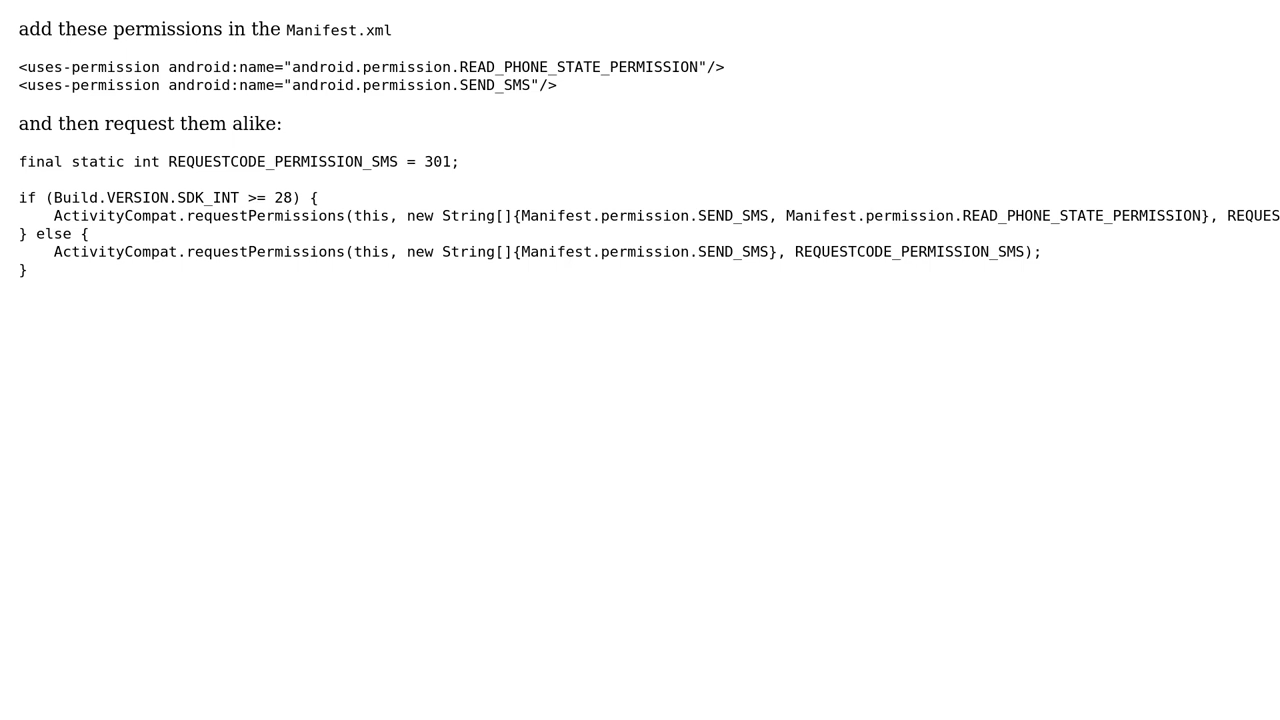 add these permissions in the Manifest.xml
<uses-permission android:name="android.permission.READ_PHONE_STATE_PERMISSION"/>
<uses-permission android:name="android.permission.SEND_SMS"/>
and then request them alike:
final static int REQUESTCODE_PERMISSION_SMS = 301;
if (Build.VERSION.SDK_INT >= 28) {
    ActivityCompat.requestPermissions(this, new String[]{Manifest.permission.SEND_SMS, Manifest.permission.READ_PHONE_STATE_PERMISSION}, REQUES
} else {
    ActivityCompat.requestPermissions(this, new String[]{Manifest.permission.SEND_SMS}, REQUESTCODE_PERMISSION_SMS);
}